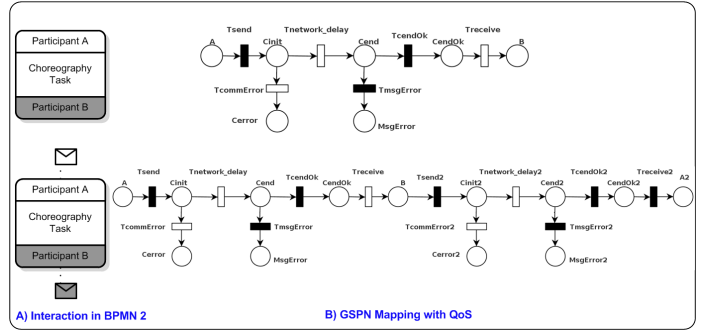 Tsend
Tnetwork_delay
TcendOk
Treceive
A
Cinit
Cend
CendOk
B
Participant A
Choreography
Task
Participant B
TcommError
TmsgError
Cerror
MsgError
Tsend
Tnetwork_delay
TcendOk
Treceive
Tsend2
Tnetwork_delay2
TcendOk2
Treceive2
A
Cinit
Cend
CendOk
B
Cinit2
Cend2
CendOk2
A2
Participant A
Choreography
Task
Participant B
TcommError
TmsgError
TcommError2
TmsgError2
Cerror
MsgError
Cerror2
MsgError2
A) Interaction in BPMN 2
B) GSPN Mapping with QoS